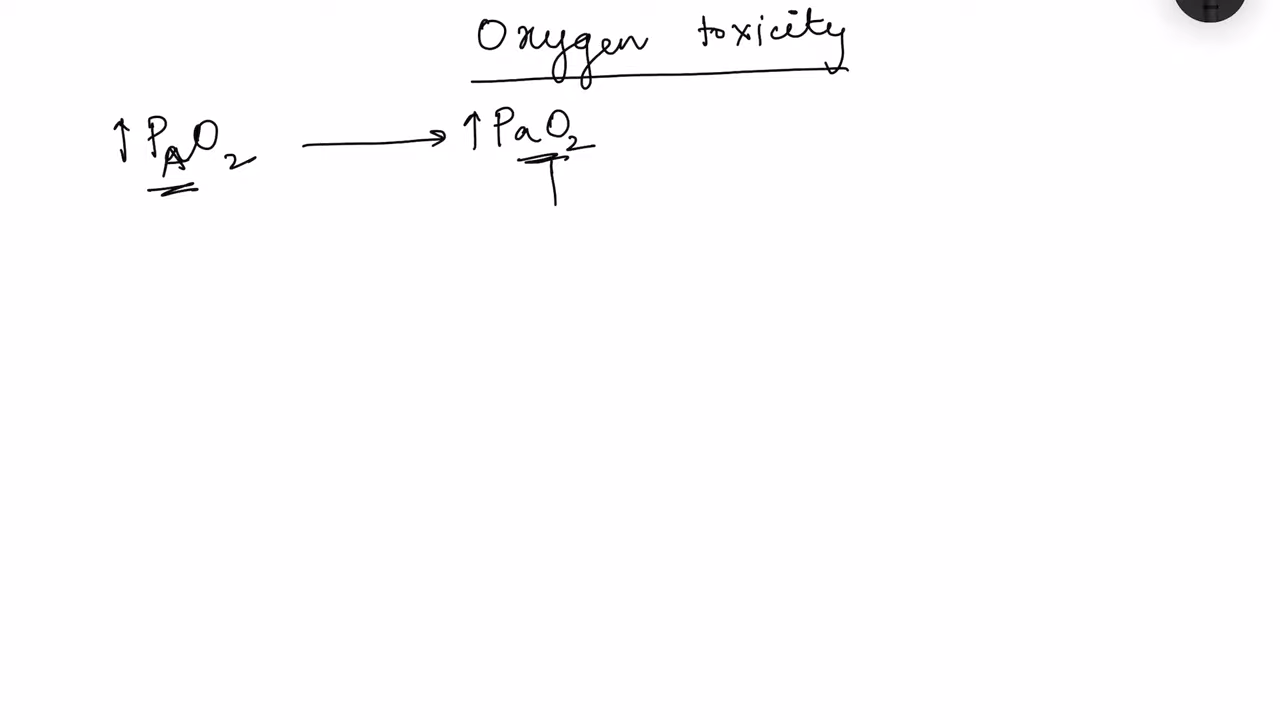 Oxygen toxicity
↑ PAO2 → ↑ PaO2